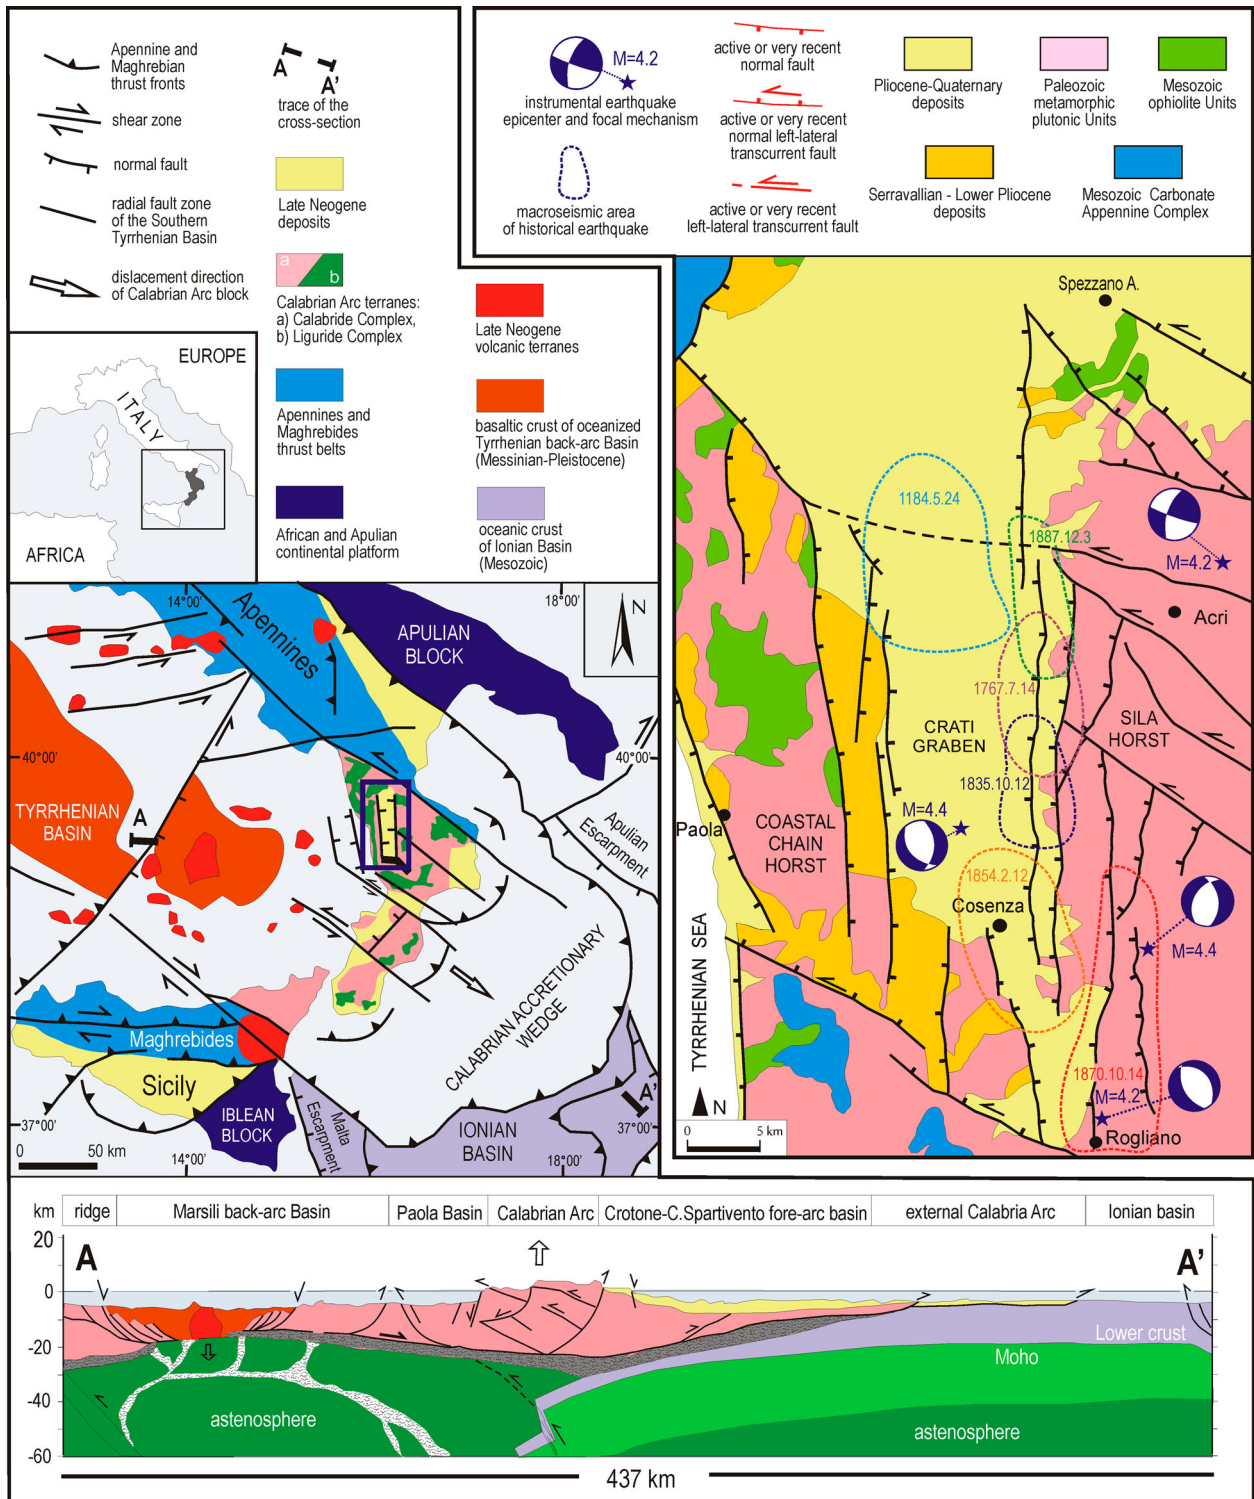 Apennine and
Maghrebian
thrust fronts
shear zone
normal fault
radial fault zone
of the Southern
Tyrrhenian Basin
dislacement direction
of Calabrian Arc block
A
A'
trace of the
cross-section
Late Neogene
deposits
a
b
Calabrian Arc terranes:
a) Calabride Complex,
b) Liguride Complex
Apennines and
Maghrebides
thrust belts
African and Apulian
continental platform
Late Neogene
volcanic terranes
basaltic crust of oceanized
Tyrrhenian back-arc Basin
(Messinian-Pleistocene)
oceanic crust
of Ionian Basin
(Mesozoic)
M=4.2
instrumental earthquake
epicenter and focal mechanism
macroseismic area
of historical earthquake
active or very recent
normal fault
active or very recent
normal left-lateral
transcurrent fault
active or very recent
left-lateral transcurrent fault
Pliocene-Quaternary
deposits
Paleozoic
metamorphic
plutonic Units
Mesozoic
ophiolite Units
Serravallian - Lower Pliocene
deposits
Mesozoic Carbonate
Appennine Complex
EUROPE
ITALY
AFRICA
14°00'
18°00'
N
Apennines
APULIAN
BLOCK
40°00'
40°00'
TYRRHENIAN
BASIN
A
Apulian
Escarpment
CALABRIAN ACCRETIONARY
WEDGE
Maghrebides
Sicily
IBLEAN
BLOCK
Malta
Escarpment
IONIAN
BASIN
A'
37°00'
37°00'
0 50 km
14°00'
18°00'
Spezzano A.
1184.5.24
1887.12.3
M=4.2
Acri
1767.7.14
CRATI
GRABEN
SILA
HORST
1835.10.12
M=4.4
Paola
COASTAL
CHAIN
HORST
1854.2.12
Cosenza
M=4.4
TYRRHENIAN SEA
1870.10.14
M=4.2
N
0 5 km
Rogliano
km
ridge
Marsili back-arc Basin
Paola Basin
Calabrian Arc
Crotone-C.Spartivento fore-arc basin
external Calabria Arc
Ionian basin
20
A
A'
0
Lower crust
-20
Moho
-40
astenosphere
astenosphere
-60
437 km